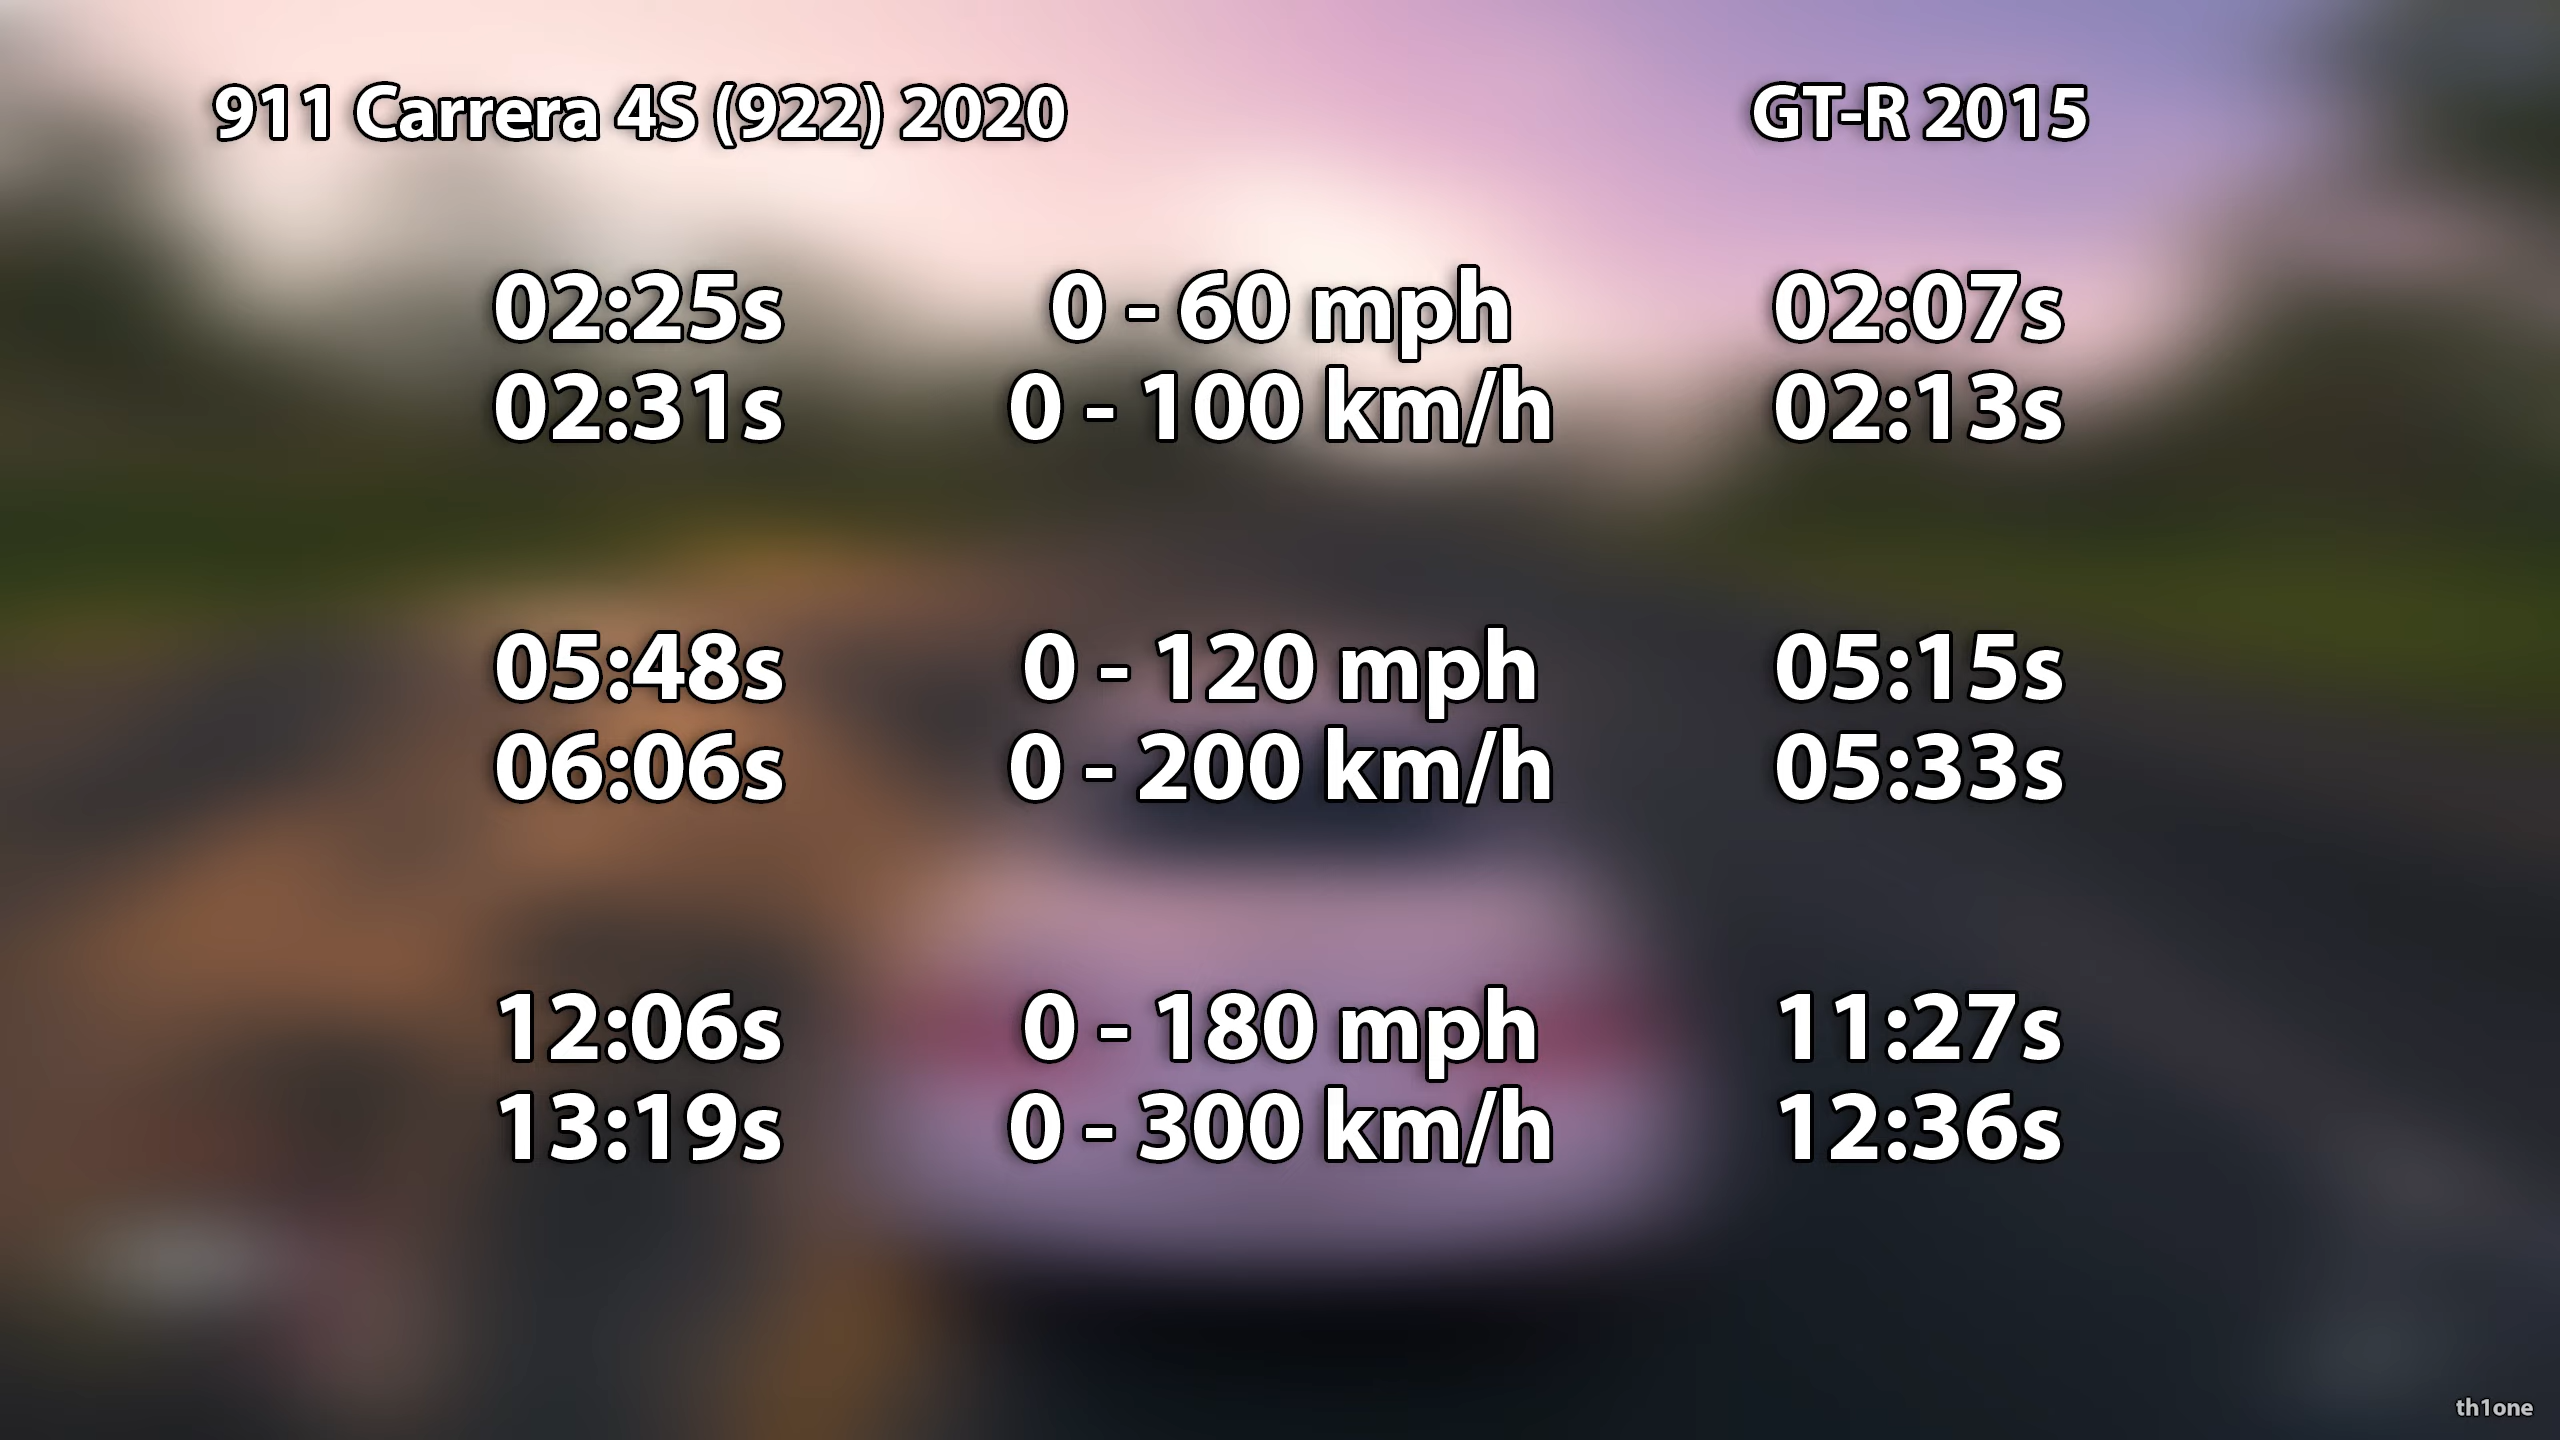 911 Carrera 4S (922) 2020 GT-R 2015
02:25s 0 - 60 mph 02:07s
02:31s 0 - 100 km/h 02:13s
05:48s 0 - 120 mph 05:15s
06:06s 0 - 200 km/h 05:33s
12:06s 0 - 180 mph 11:27s
13:19s 0 - 300 km/h 12:36s
th1one